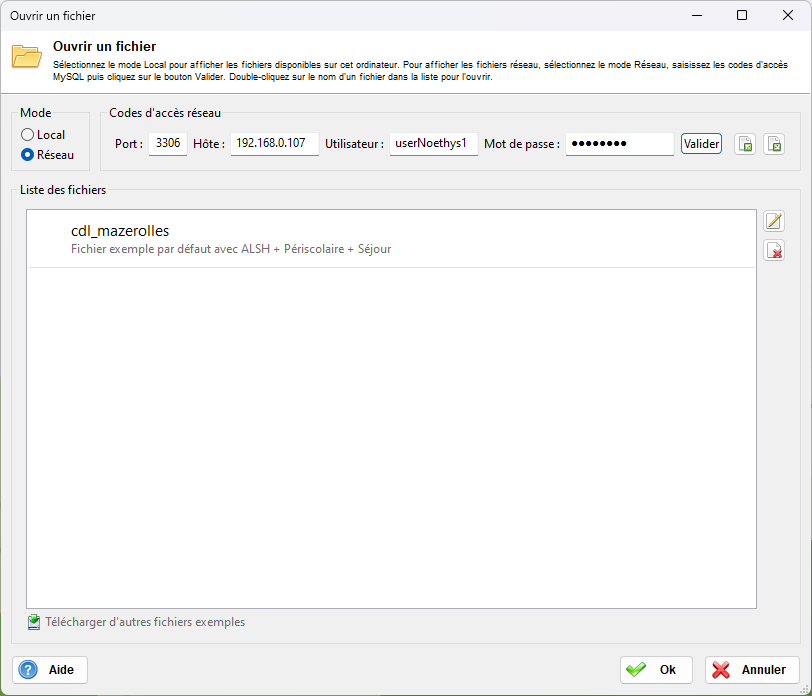 Ouvrir un fichier
Ouvrir un fichier
Sélectionnez le mode Local pour afficher les fichiers disponibles sur cet ordinateur. Pour afficher les fichiers réseau, sélectionnez le mode Réseau, saisissez les codes d'accès
MySQL puis cliquez sur le bouton Valider. Double-cliquez sur le nom d'un fichier dans la liste pour l'ouvrir.
Mode
Local
Réseau
Codes d'accès réseau
Port : 3306 Hôte : 192.168.0.107 Utilisateur : userNoethys1 Mot de passe : ●●●●●●●● Valider
Liste des fichiers
cdl_mazerolles
Fichier exemple par défaut avec ALSH + Périscolaire + Séjour
Télécharger d'autres fichiers exemples
Aide Ok Annuler